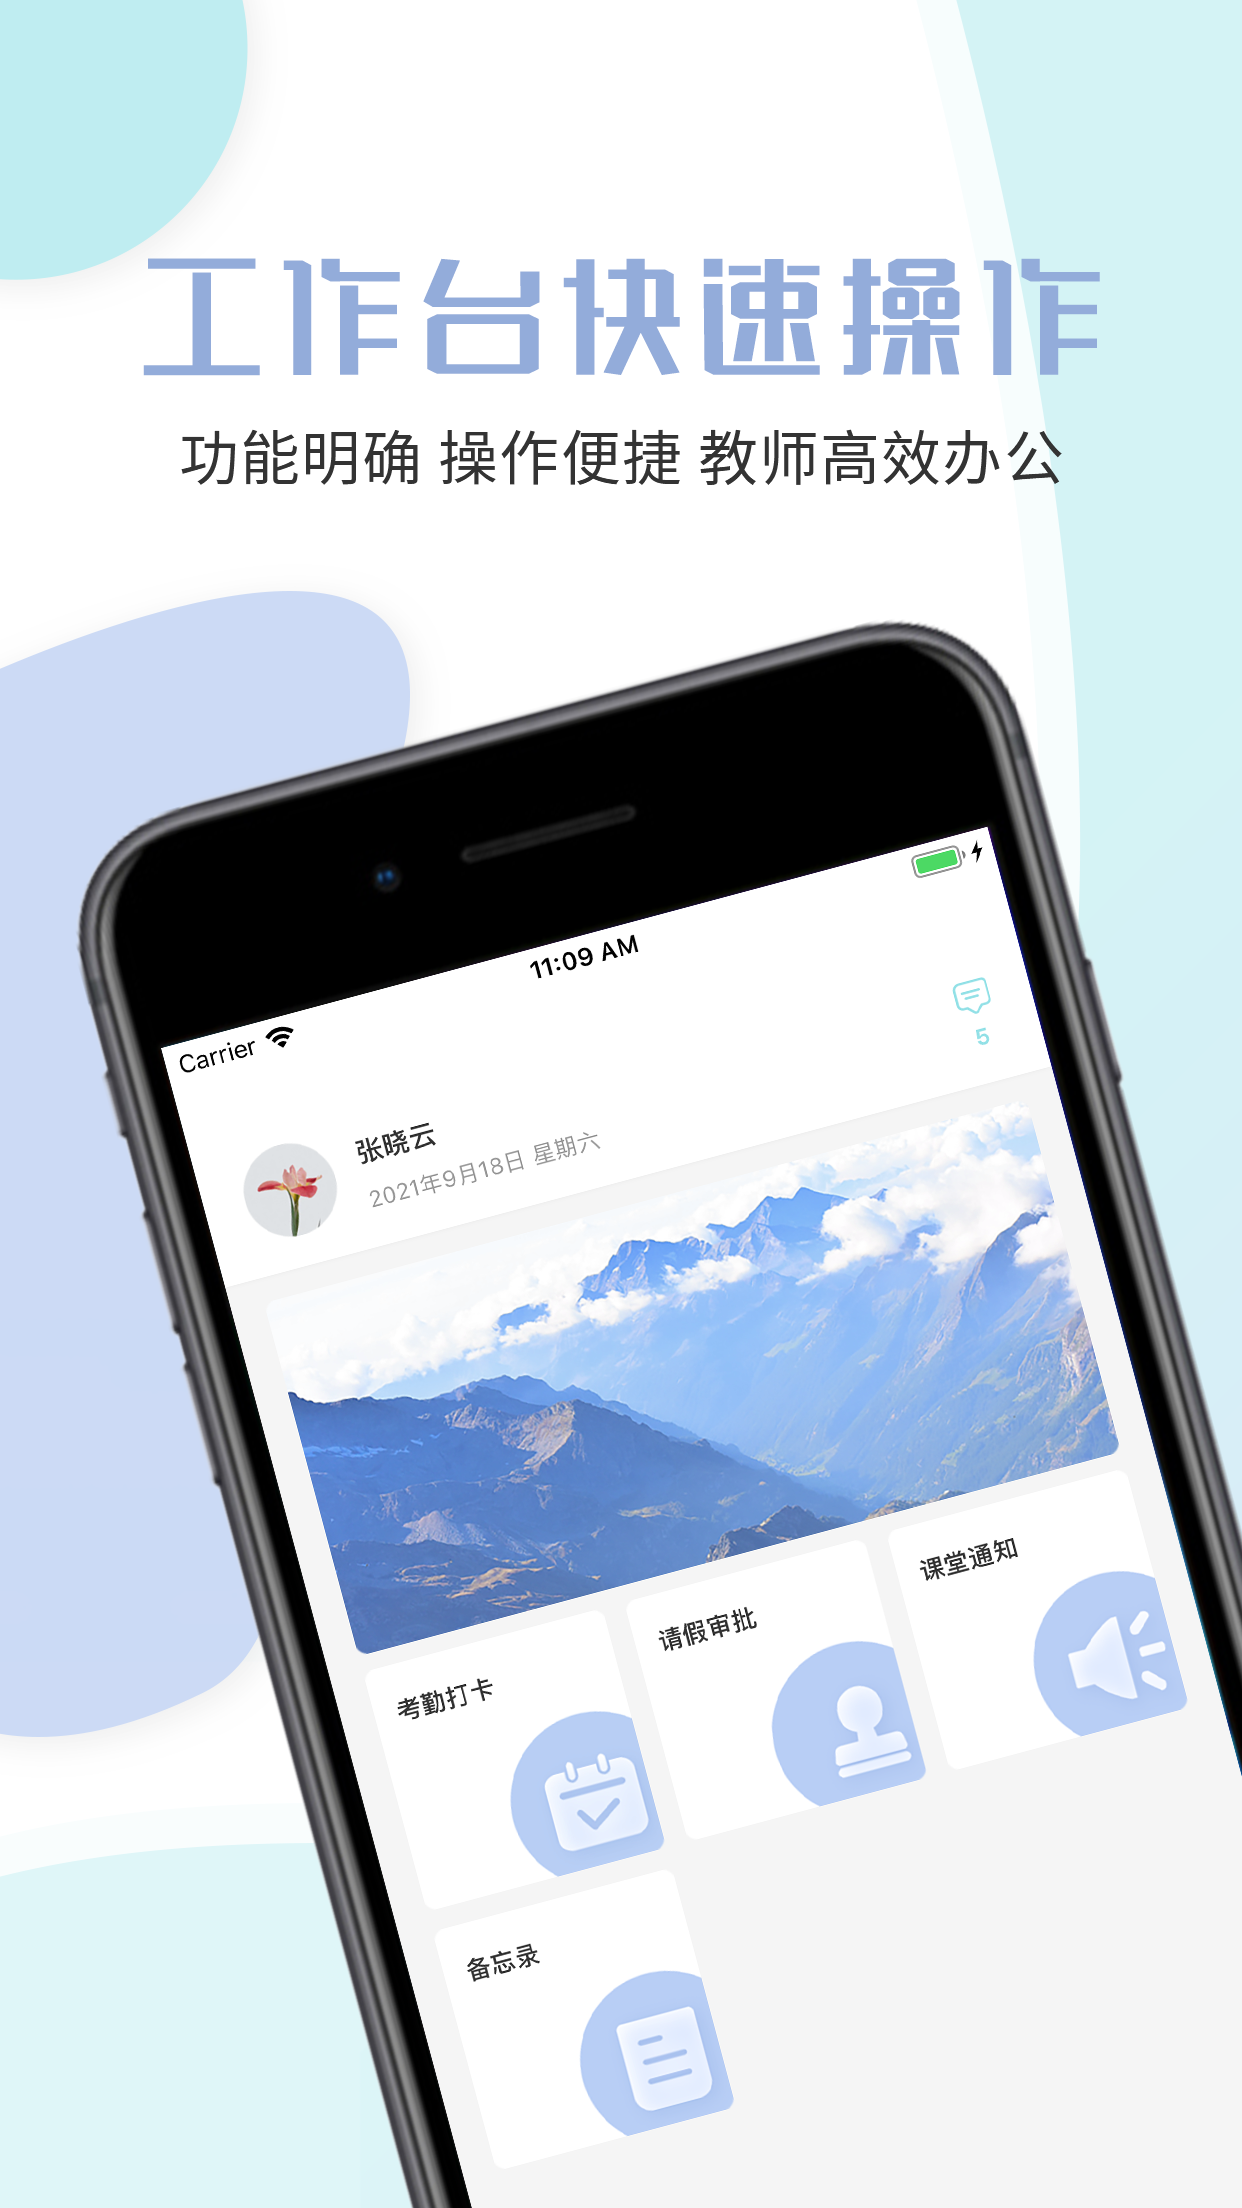 工作台快速操作
功能明确 操作便捷 教师高效办公
11:09 AM
Carrier
5
张晓云
2021年9月18日 星期六
考勤打卡
请假审批
课堂通知
备忘录